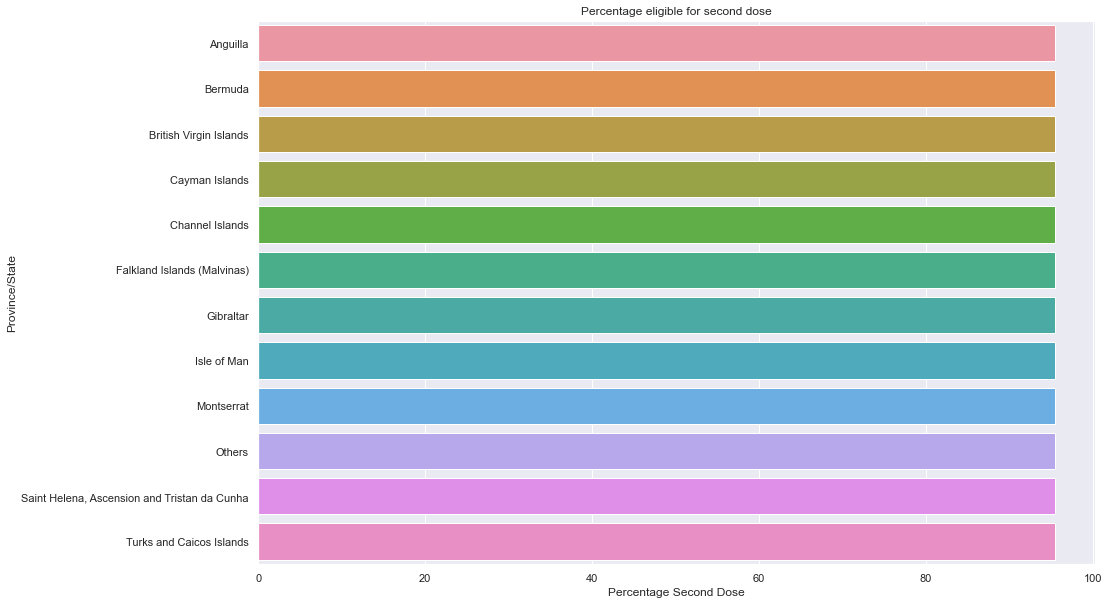 Percentage eligible for second dose
Anguilla
Bermuda
British Virgin Islands
Cayman Islands
Channel Islands
Falkland Islands (Malvinas)
Gibraltar
Isle of Man
Montserrat
Others
Saint Helena, Ascension and Tristan da Cunha
Turks and Caicos Islands
Province/State
0 20 40 60 80 100
Percentage Second Dose